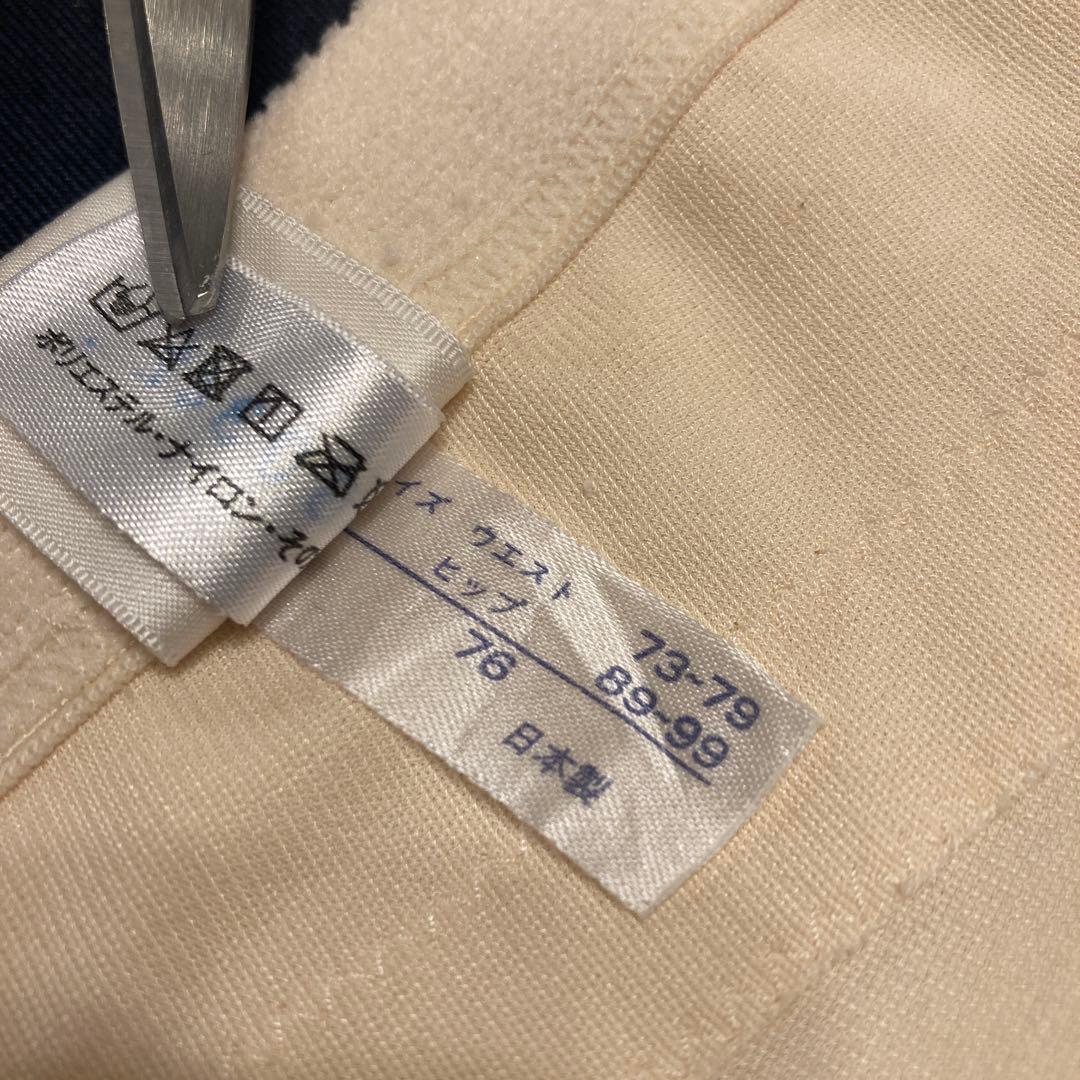 ポリエステル・ナイロン・その
イズ ウエスト 73-79
ヒップ 89-99
76
日本製